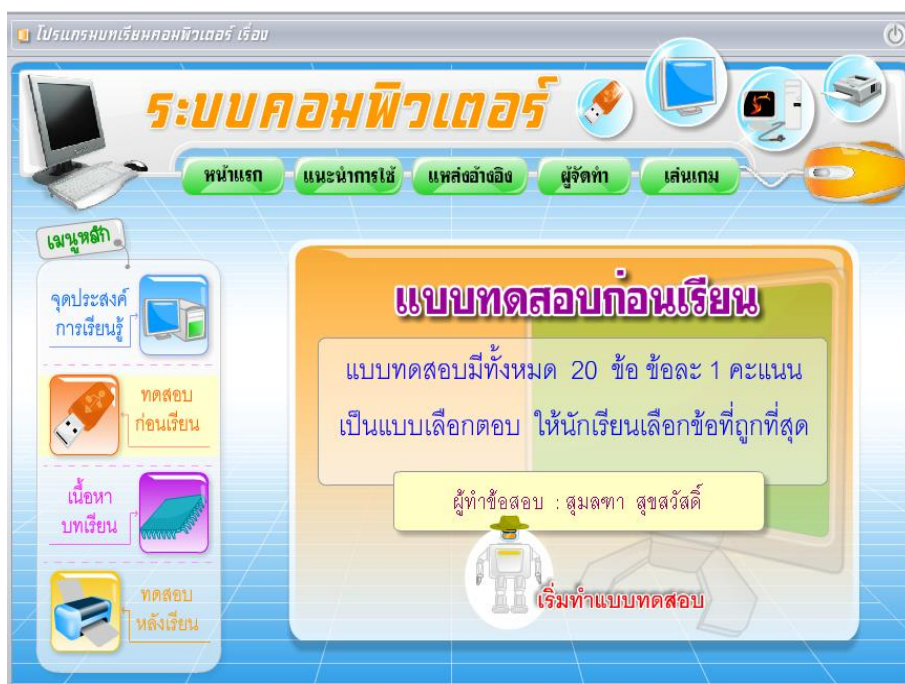 โปรแกรมบทเรียนคอมพิวเตอร์ เรื่อง
ระบบคอมพิวเตอร์
หน้าแรก
แนะนำการใช้
แหล่งอ้างอิง
ผู้จัดทำ
เล่นเกม
เมนูหลัก
จุดประสงค์
การเรียนรู้
ทดสอบ
ก่อนเรียน
เนื้อหา
บทเรียน
ทดสอบ
หลังเรียน
แบบทดสอบก่อนเรียน
แบบทดสอบมีทั้งหมด 20 ข้อ ข้อละ 1 คะแนน
เป็นแบบเลือกตอบ ให้นักเรียนเลือกข้อที่ถูกที่สุด
ผู้ทำข้อสอบ : สุมลฑา สุขสวัสดิ์
เริ่มทำแบบทดสอบ